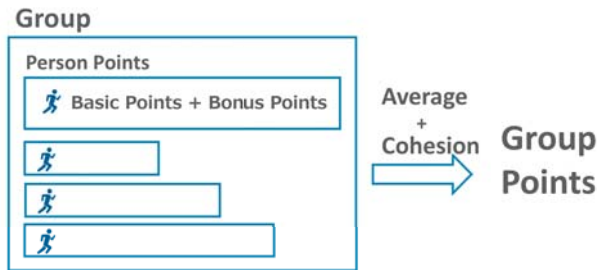 Group
Person Points
Basic Points + Bonus Points
Average
+
Cohesion
Group
Points